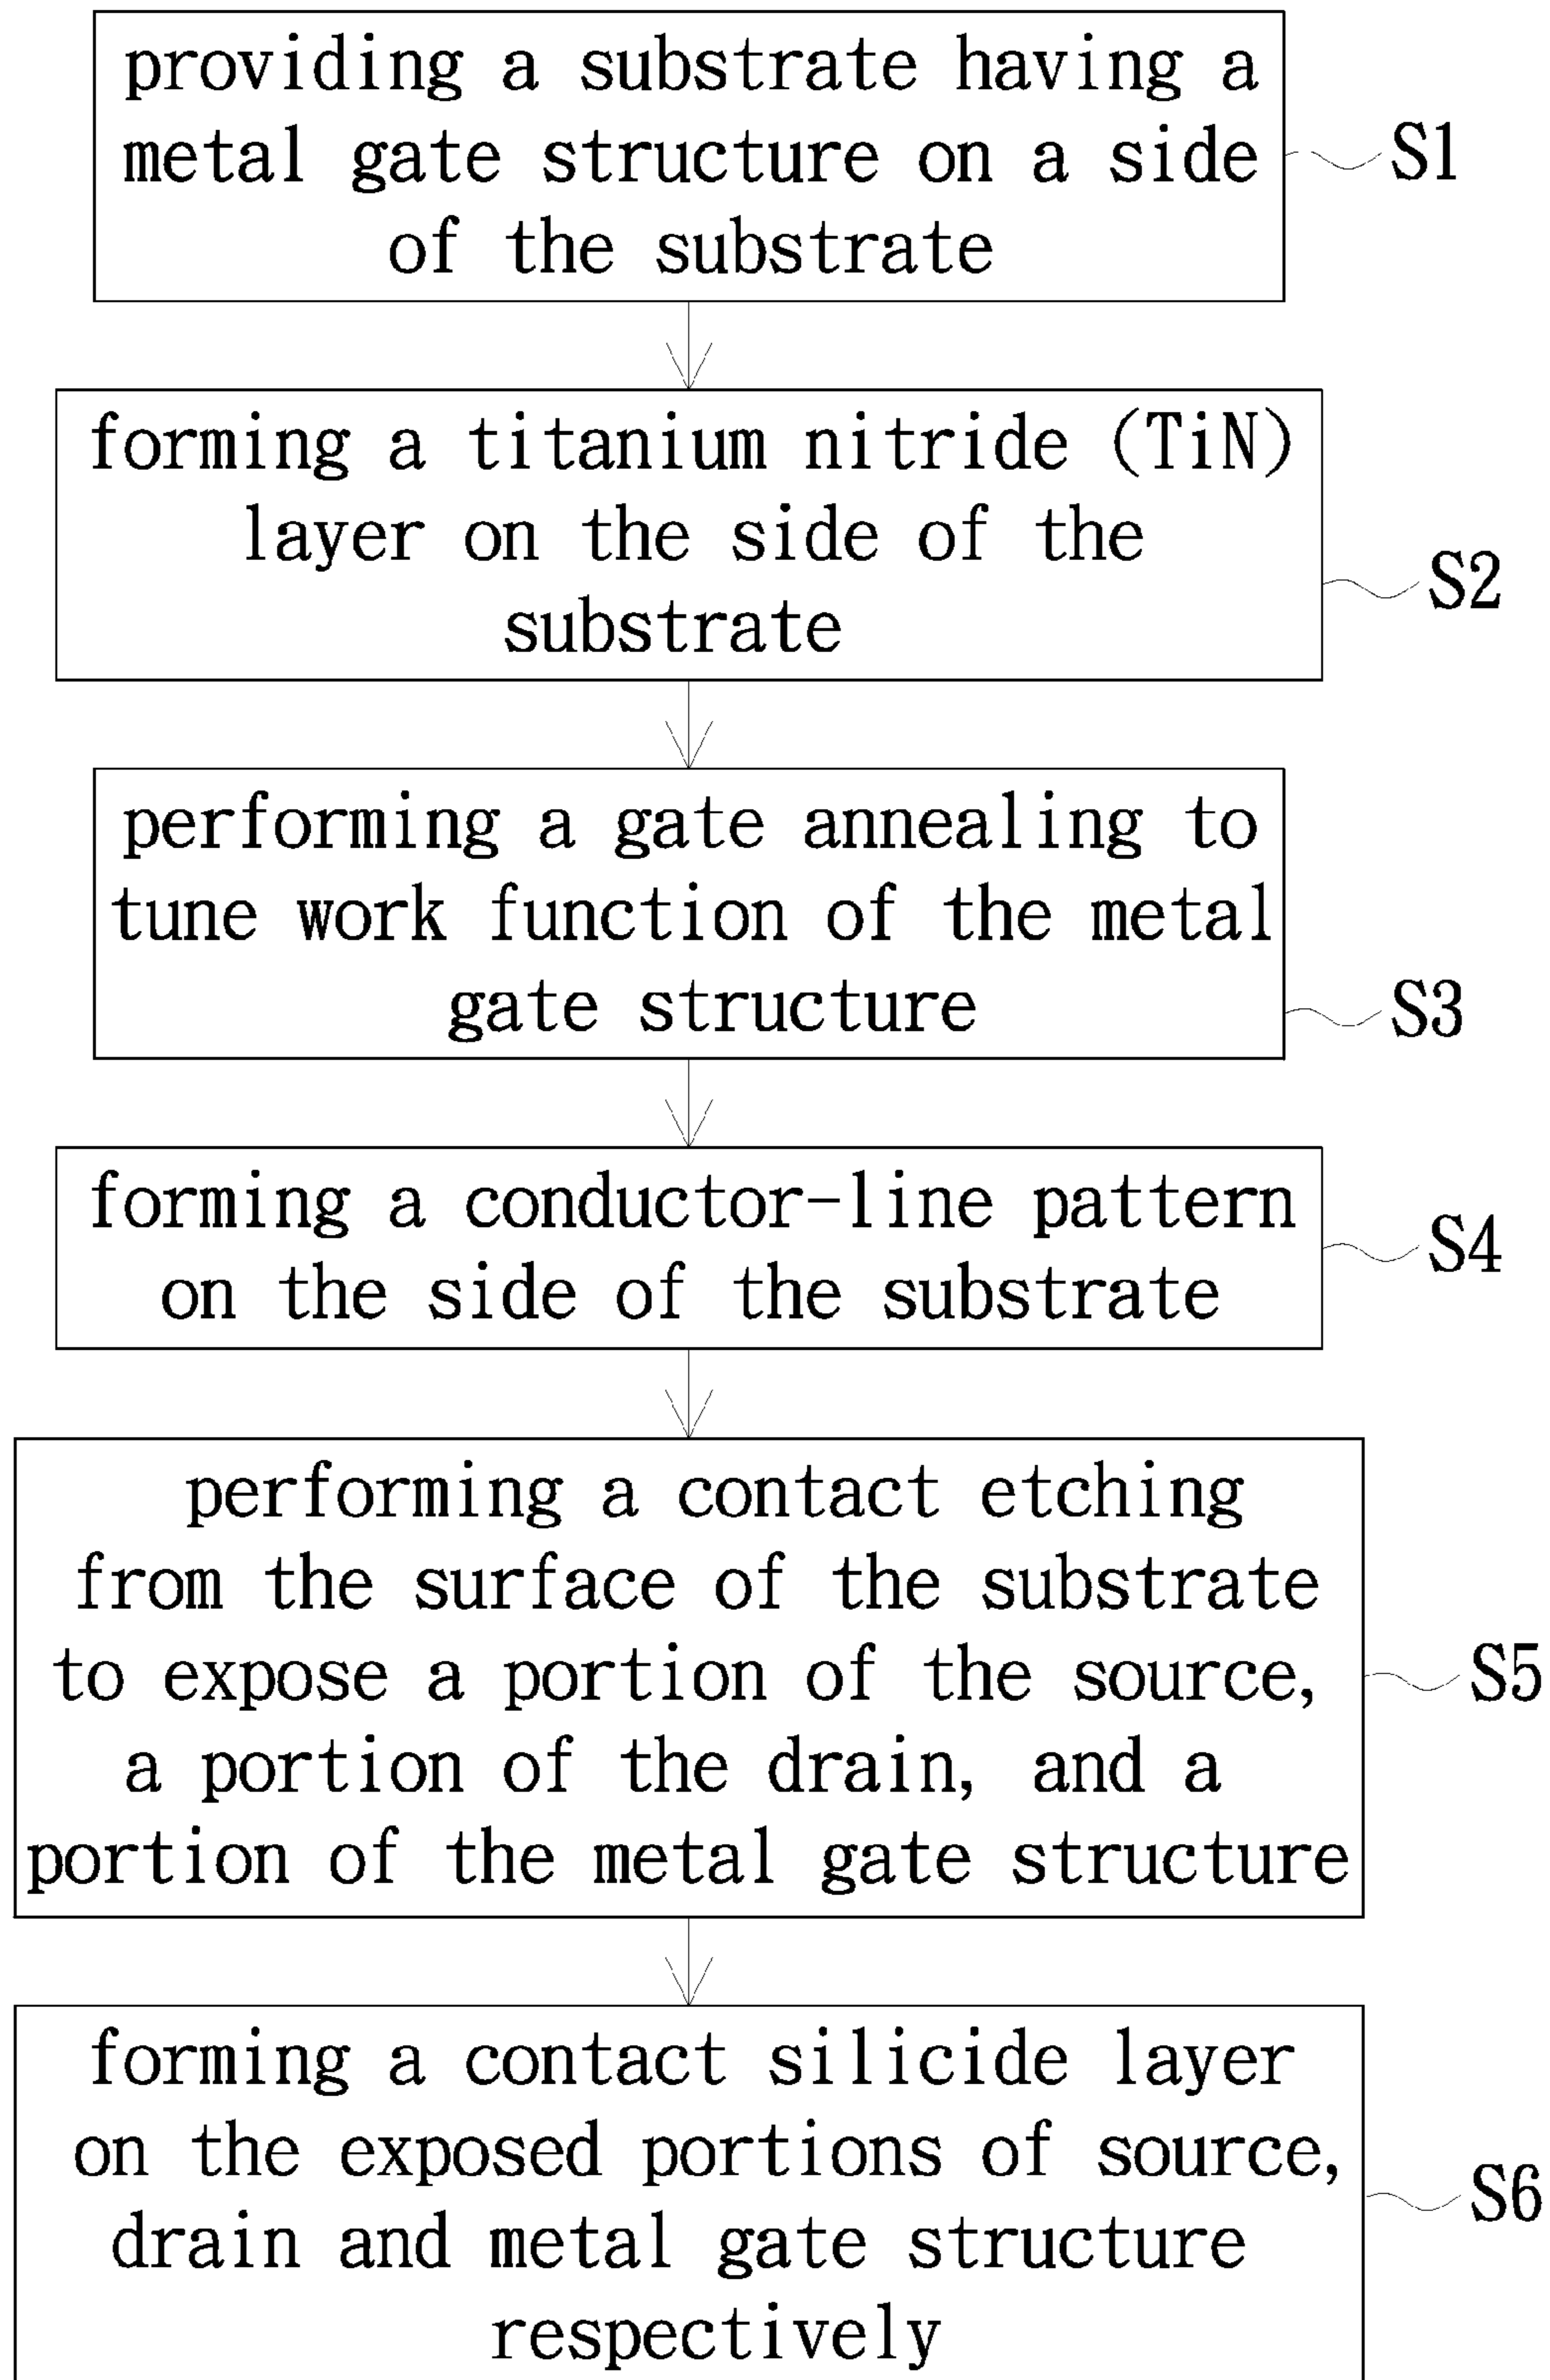 providing a substrate having a
metal gate structure on a side
of the substrate
S1
forming a titanium nitride (TiN)
layer on the side of the
substrate
S2
performing a gate annealing to
tune work function of the metal
gate structure
S3
forming a conductor-line pattern
on the side of the substrate
S4
performing a contact etching
from the surface of the substrate
to expose a portion of the source,
a portion of the drain, and a
portion of the metal gate structure
S5
forming a contact silicide layer
on the exposed portions of source,
drain and metal gate structure
respectively
S6